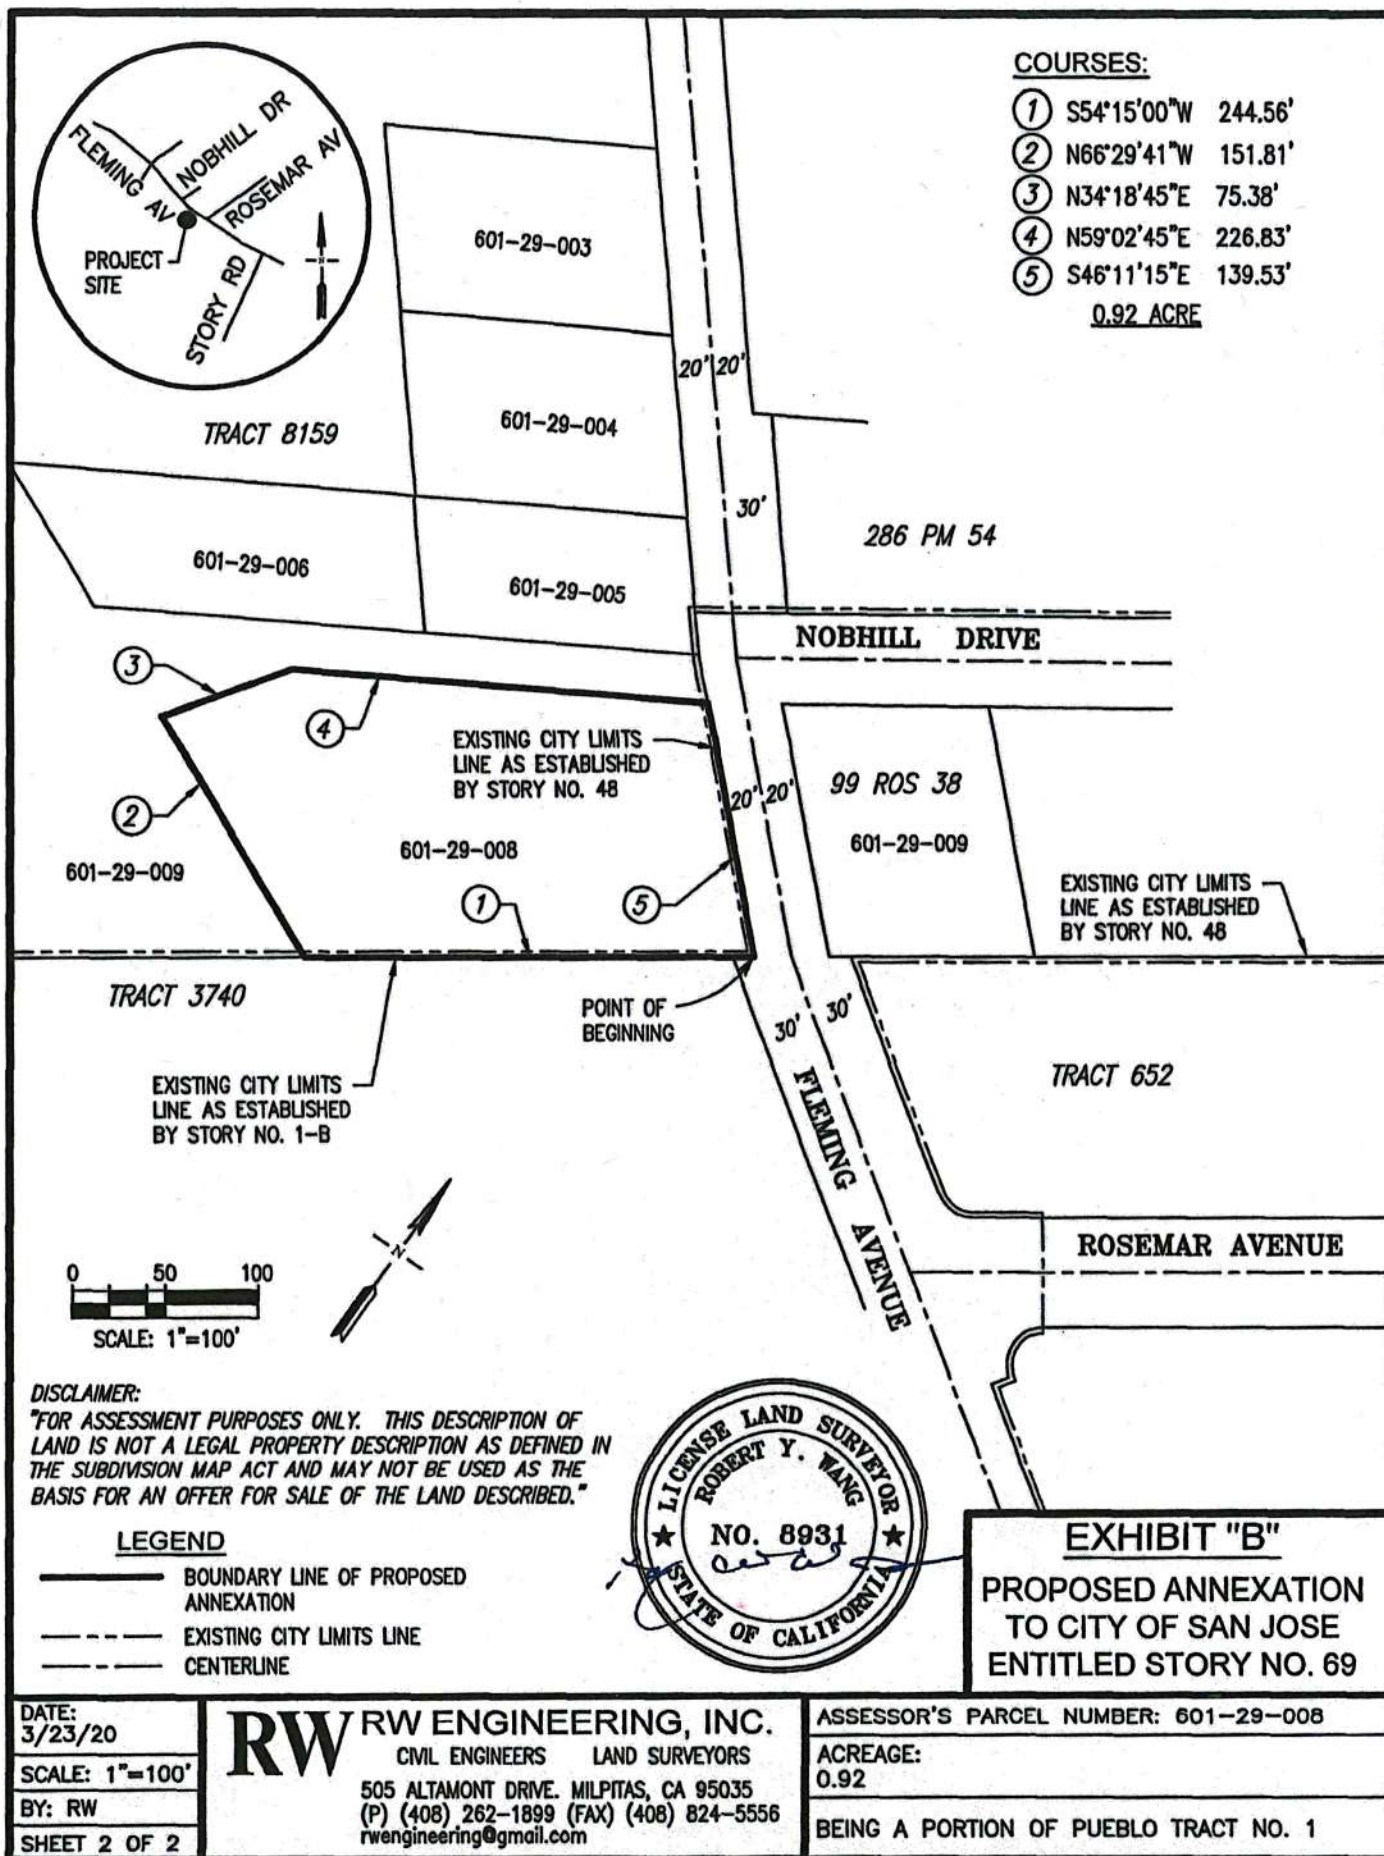 COURSES:
1 S54°15'00"W 244.56'
2 N66°29'41"W 151.81'
3 N34°18'45"E 75.38'
4 N59°02'45"E 226.83'
5 S46°11'15"E 139.53'
0.92 ACRE
FLEMING AV
NOBHILL DR
ROSEMAR AV
PROJECT
SITE
STORY RD
N
601-29-003
20' 20'
TRACT 8159
601-29-004
30'
286 PM 54
601-29-006
601-29-005
NOBHILL DRIVE
3
4
EXISTING CITY LIMITS
LINE AS ESTABLISHED
BY STORY NO. 48
20' 20'
99 ROS 38
2
601-29-009
601-29-008
601-29-009
1
5
EXISTING CITY LIMITS
LINE AS ESTABLISHED
BY STORY NO. 48
TRACT 3740
POINT OF
BEGINNING
30' 30'
FLEMING AVENUE
TRACT 652
EXISTING CITY LIMITS
LINE AS ESTABLISHED
BY STORY NO. 1-B
N
ROSEMAR AVENUE
0 50 100
SCALE: 1"=100'
DISCLAIMER:
"FOR ASSESSMENT PURPOSES ONLY. THIS DESCRIPTION OF
LAND IS NOT A LEGAL PROPERTY DESCRIPTION AS DEFINED IN
THE SUBDIVISION MAP ACT AND MAY NOT BE USED AS THE
BASIS FOR AN OFFER FOR SALE OF THE LAND DESCRIBED."
LICENSE LAND SURVEYOR
ROBERT Y. WANG
NO. 8931
STATE OF CALIFORNIA
LEGEND
BOUNDARY LINE OF PROPOSED
ANNEXATION
EXISTING CITY LIMITS LINE
CENTERLINE
EXHIBIT "B"
PROPOSED ANNEXATION
TO CITY OF SAN JOSE
ENTITLED STORY NO. 69
DATE:
3/23/20
SCALE: 1"=100'
BY: RW
SHEET 2 OF 2
RW
RW ENGINEERING, INC.
CIVIL ENGINEERS LAND SURVEYORS
505 ALTAMONT DRIVE. MILPITAS, CA 95035
(P) (408) 262-1899 (FAX) (408) 824-5556
rwengineering@gmail.com
ASSESSOR'S PARCEL NUMBER: 601-29-008
ACREAGE:
0.92
BEING A PORTION OF PUEBLO TRACT NO. 1